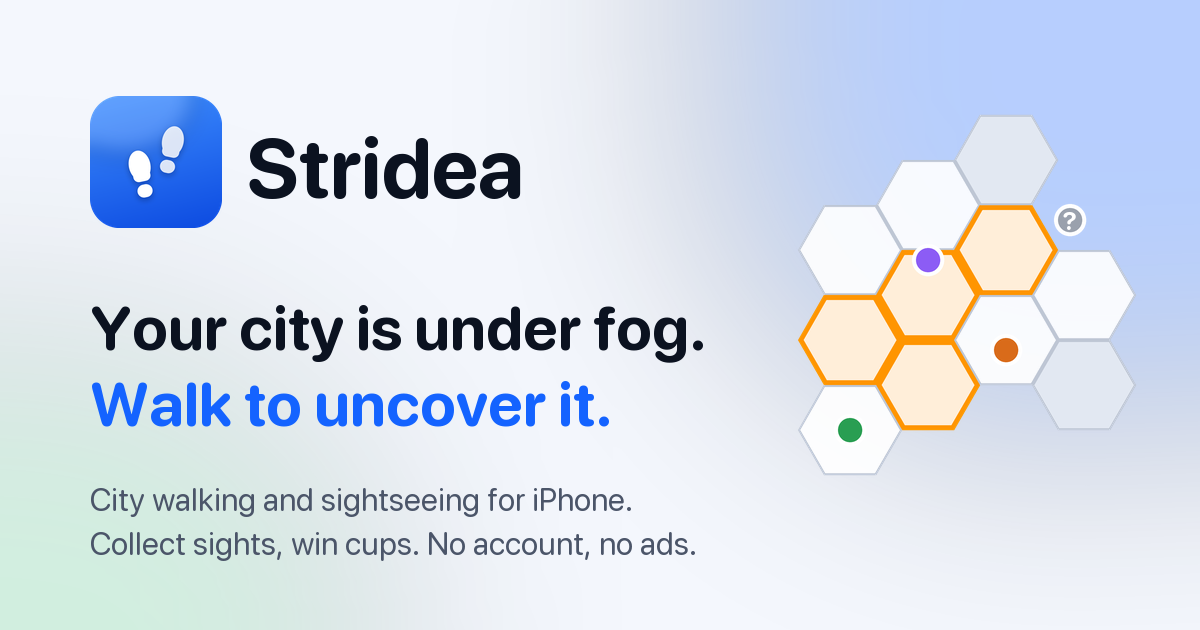 Stridea
Your city is under fog.
Walk to uncover it.
City walking and sightseeing for iPhone.
Collect sights, win cups. No account, no ads.
?